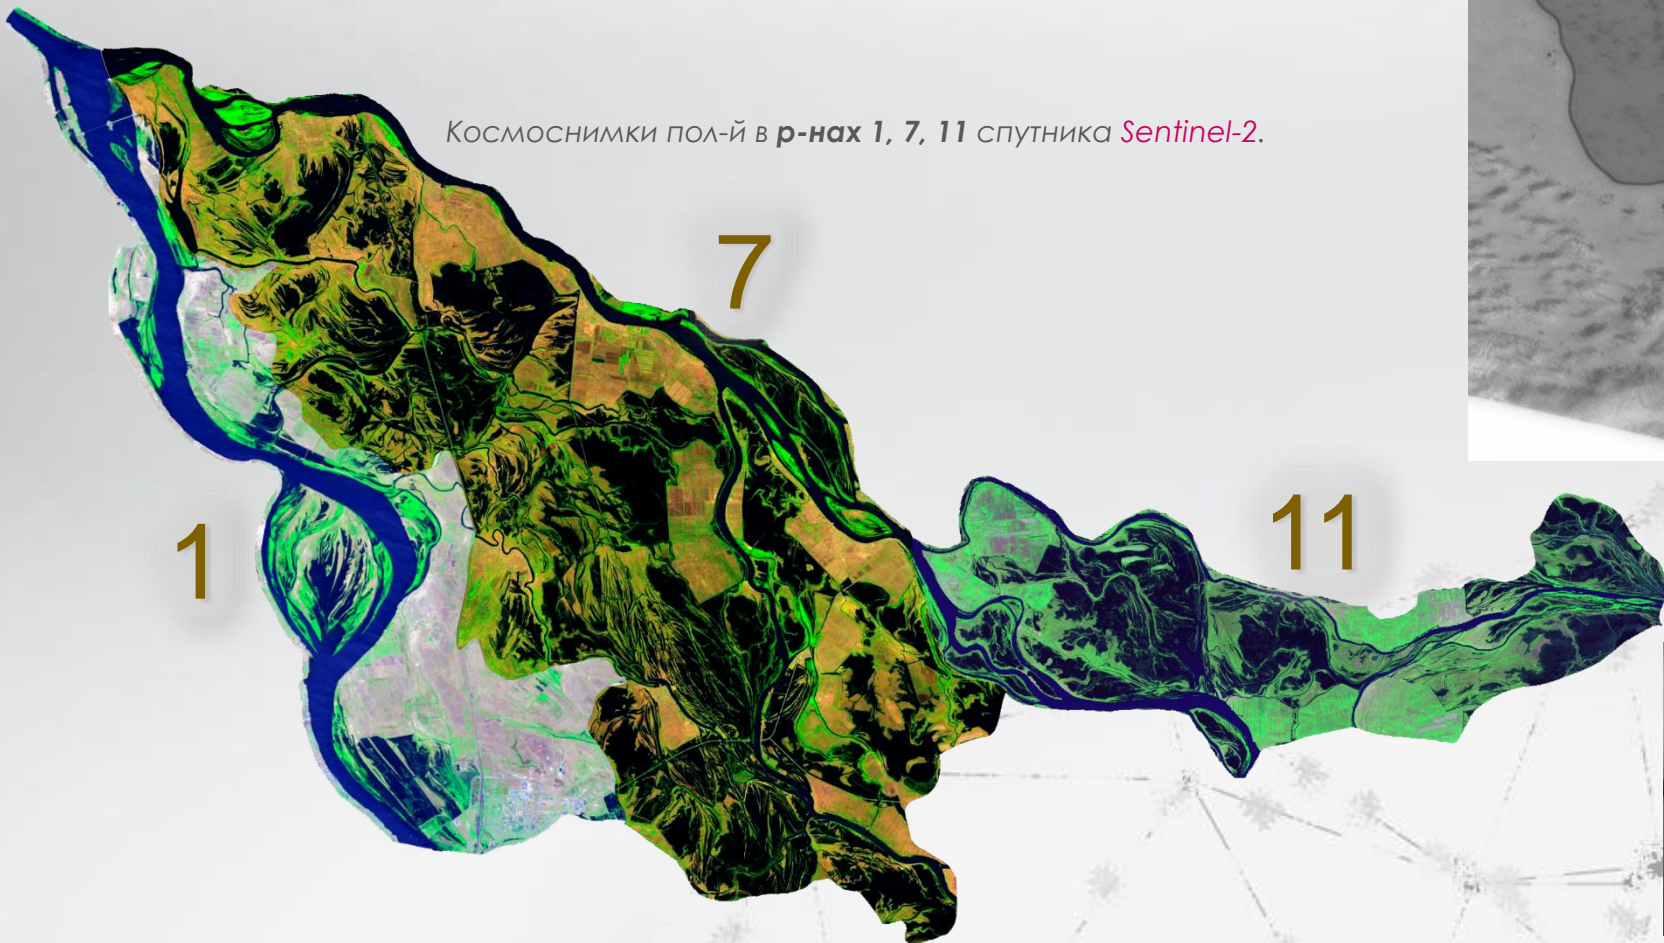 Космоснимки пол-й в р-нах 1, 7, 11 спутника Sentinel-2.
7
1
11